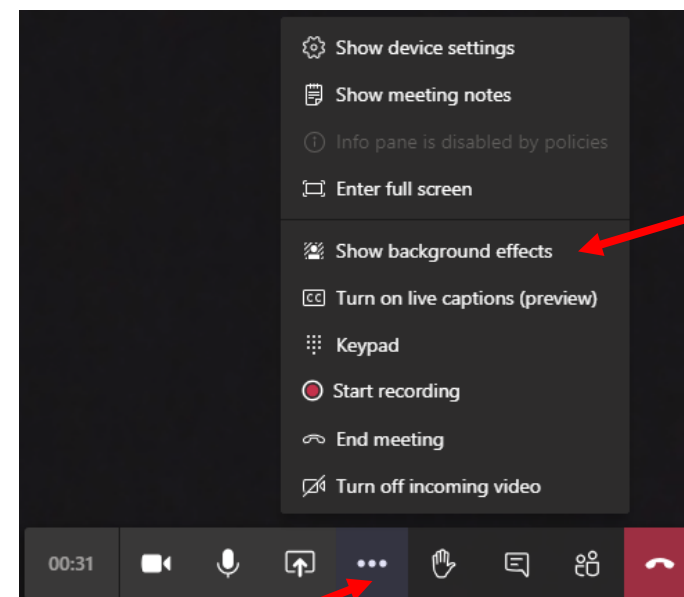 Show device settings
Show meeting notes
Info pane is disabled by policies
Enter full screen
Show background effects
CC Turn on live captions (preview)
Keypad
Start recording
End meeting
Turn off incoming video
00:31